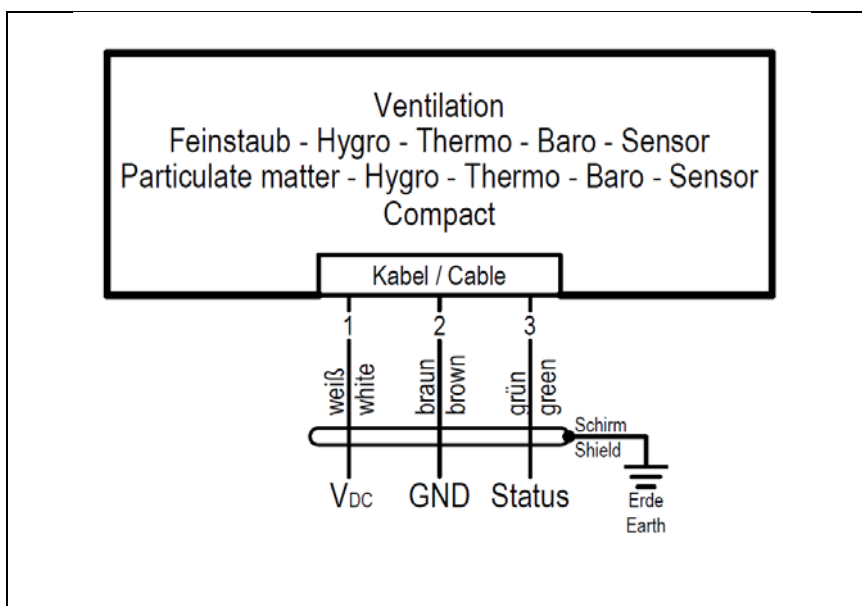 Ventilation
Feinstaub - Hygro - Thermo - Baro - Sensor
Particulate matter - Hygro - Thermo - Baro - Sensor
Compact
Kabel / Cable
1 2 3
weiß white braun brown grün green
Schirm
Shield
VDC GND Status
Erde
Earth